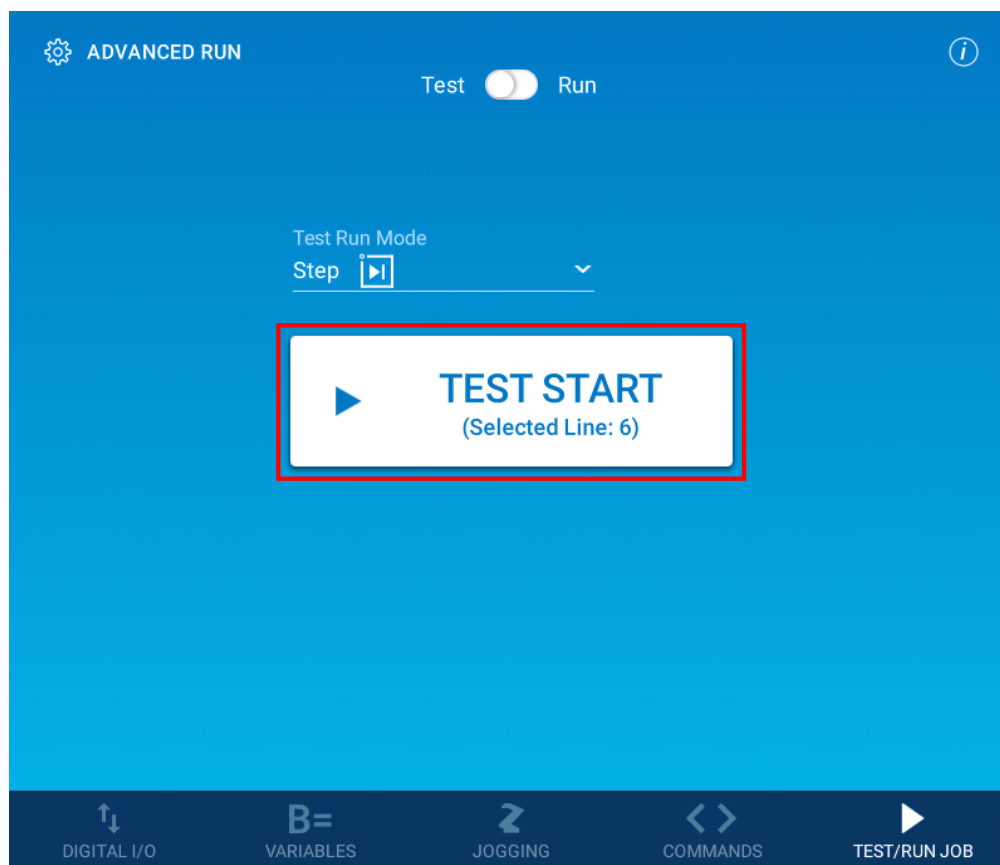 ADVANCED RUN
Test Run
Test Run Mode
Step
TEST START
(Selected Line: 6)
B=
DIGITAL I/O VARIABLES JOGGING COMMANDS TEST/RUN JOB